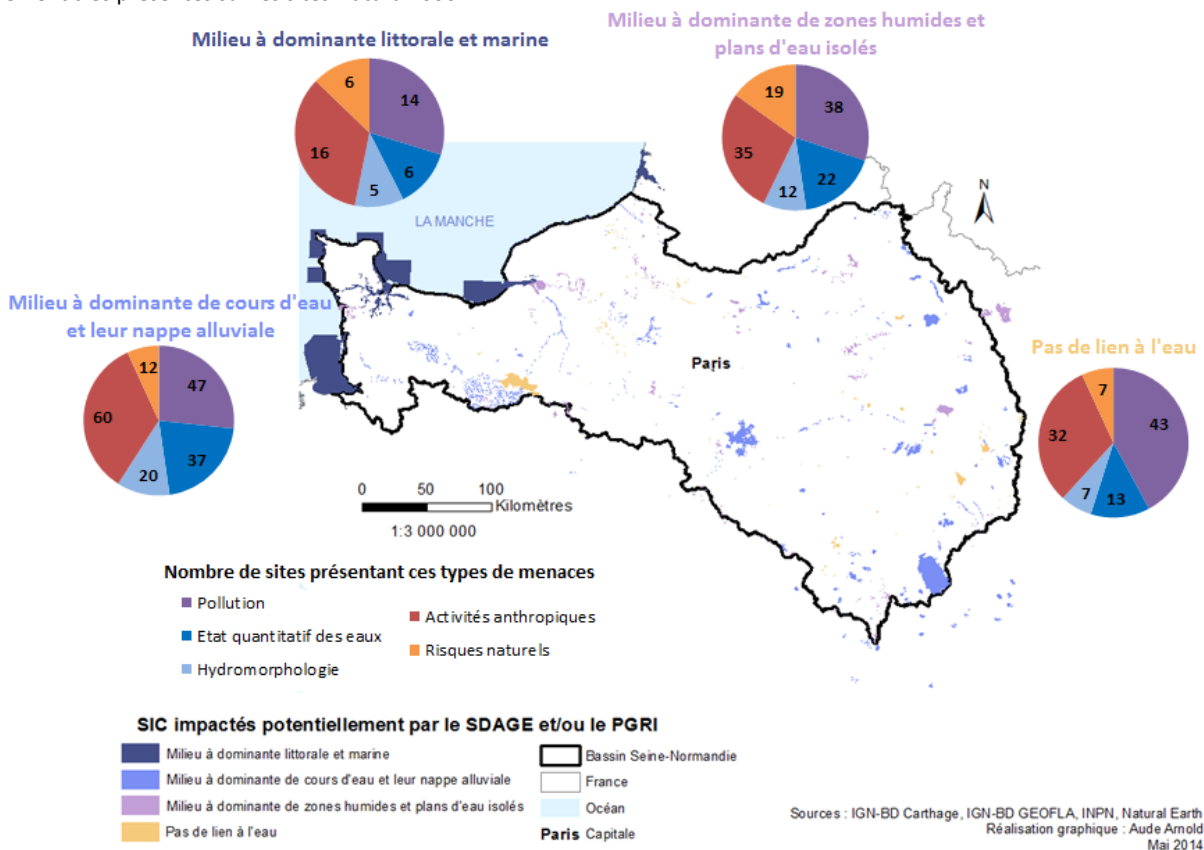 Milieu à dominante littorale et marine
Milieu à dominante de zones humides et
plans d'eau isolés
6
14
16
6
5
19
38
35
22
12
N
LA MANCHE
Milieu à dominante de cours d'eau
et leur nappe alluviale
12
47
60
37
20
Paris
Pas de lien à l'eau
7
43
32
13
7
0 50 100
Kilomètres
1:3 000 000
Nombre de sites présentant ces types de menaces
Pollution
Activités anthropiques
Etat quantitatif des eaux
Risques naturels
Hydromorphologie
SIC impactés potentiellement par le SDAGE et/ou le PGRI
Milieu à dominante littorale et marine
Milieu à dominante de cours d'eau et leur nappe alluviale
Milieu à dominante de zones humides et plans d'eau isolés
Pas de lien à l'eau
Bassin Seine-Normandie
France
Océan
Paris Capitale
Sources : IGN-BD Carthage, IGN-BD GEOFLA, INPN, Natural Earth
Réalisation graphique : Aude Arnold
Mai 2014